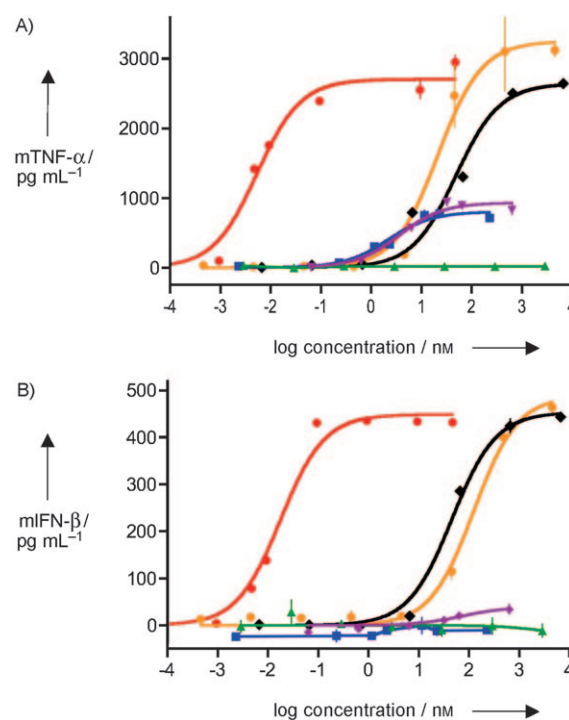 A)
mTNF-α/
pg mL⁻¹
3000
2000
1000
0
-4 -3 -2 -1 0 1 2 3 4
log concentration / nM
B)
mIFN-β/
pg mL⁻¹
500
400
300
200
100
0
-4 -3 -2 -1 0 1 2 3 4
log concentration / nM